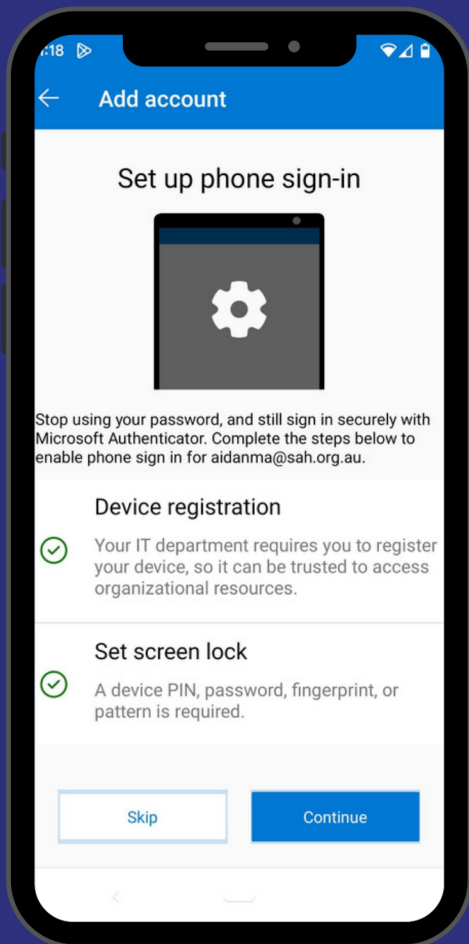 :18
Add account
Set up phone sign-in
Stop using your password, and still sign in securely with
Microsoft Authenticator. Complete the steps below to
enable phone sign in for aidanma@sah.org.au.
Device registration
Your IT department requires you to register
your device, so it can be trusted to access
organizational resources.
Set screen lock
A device PIN, password, fingerprint, or
pattern is required.
Skip
Continue